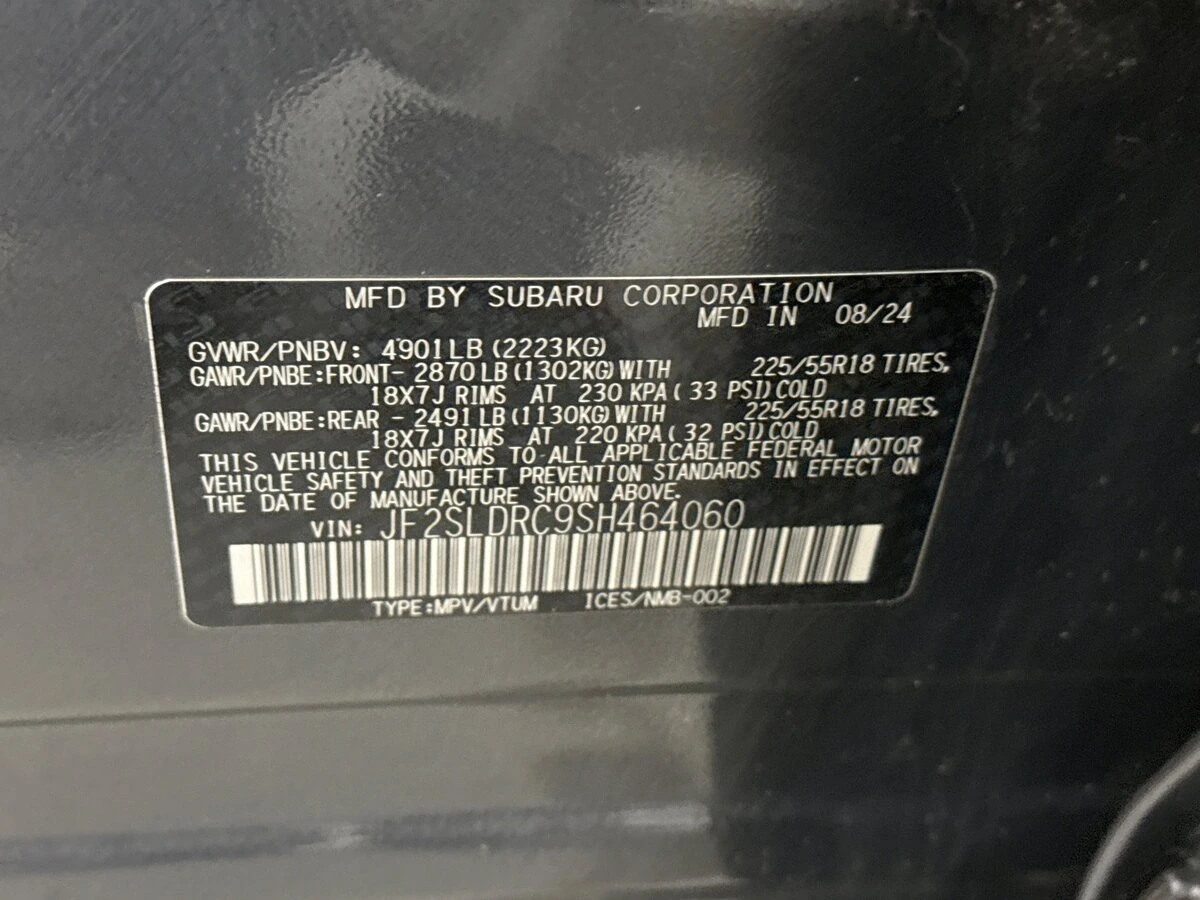 MFD BY SUBARU CORPORATION
MFD IN 08/24
GVWR/PNBV: 4901LB (2223KG)
GAWR/PNBE:FRONT- 2870LB(1302KG)WITH 225/55R18 TIRES,
18X7J RIMS AT 230 KPA( 33 PSI)COLD
GAWR/PNBE:REAR - 2491LB(1130KG)WITH 225/55R18 TIRES,
18X7J RIMS AT 220 KPA( 32 PSI)COLD
THIS VEHICLE CONFORMS TO ALL APPLICABLE FEDERAL MOTOR
VEHICLE SAFETY AND THEFT PREVENTION STANDARDS IN EFFECT ON
THE DATE OF MANUFACTURE SHOWN ABOVE.
VIN: JF2SLDRC9SH464060
TYPE:MPV/VTUM ICES/NMB-002